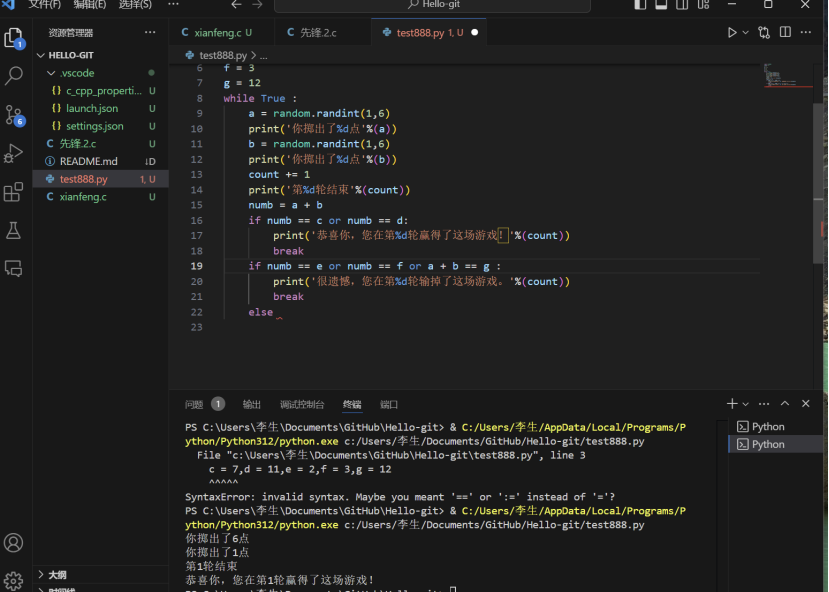 文件(F) 编辑(E) 选择(S) ··· Hello-git
资源管理器 ···
xianfeng.c U 先锋.2.c test888.py 1, U
HELLO-GIT
test888.py > ...
.vscode
{} c_cpp_properti... U
{} launch.json U
{} settings.json U
C 先锋.2.c U
README.md ↓D
test888.py 1, U
C xianfeng.c U
1
6
6 f = 3
7 g = 12
8 while True :
9 a = random.randint(1,6)
10 print('你掷出了%d点'%(a))
11 b = random.randint(1,6)
12 print('你掷出了%d点'%(b))
13 count += 1
14 print('第%d轮结束'%(count))
15 numb = a + b
16 if numb == c or numb == d:
17 print('恭喜你，您在第%d轮赢得了这场游戏！'%(count))
18 break
19 if numb == e or numb == f or a + b == g :
20 print('很遗憾，您在第%d轮输掉了这场游戏。'%(count))
21 break
22 else
23
问题 1 输出 调试控制台 终端 端口
Python
Python
PS C:\Users\李生\Documents\GitHub\Hello-git> & C:/Users/李生/AppData/Local/Programs/P
ython/Python312/python.exe c:/Users/李生/Documents/GitHub/Hello-git/test888.py
File "c:\Users\李生\Documents\GitHub\Hello-git\test888.py", line 3
c = 7,d = 11,e = 2,f = 3,g = 12
^^^^^
SyntaxError: invalid syntax. Maybe you meant '==' or ':=' instead of '='?
PS C:\Users\李生\Documents\GitHub\Hello-git> & C:/Users/李生/AppData/Local/Programs/P
ython/Python312/python.exe c:/Users/李生/Documents/GitHub/Hello-git/test888.py
你掷出了6点
你掷出了1点
第1轮结束
恭喜你，您在第1轮赢得了这场游戏！
大纲